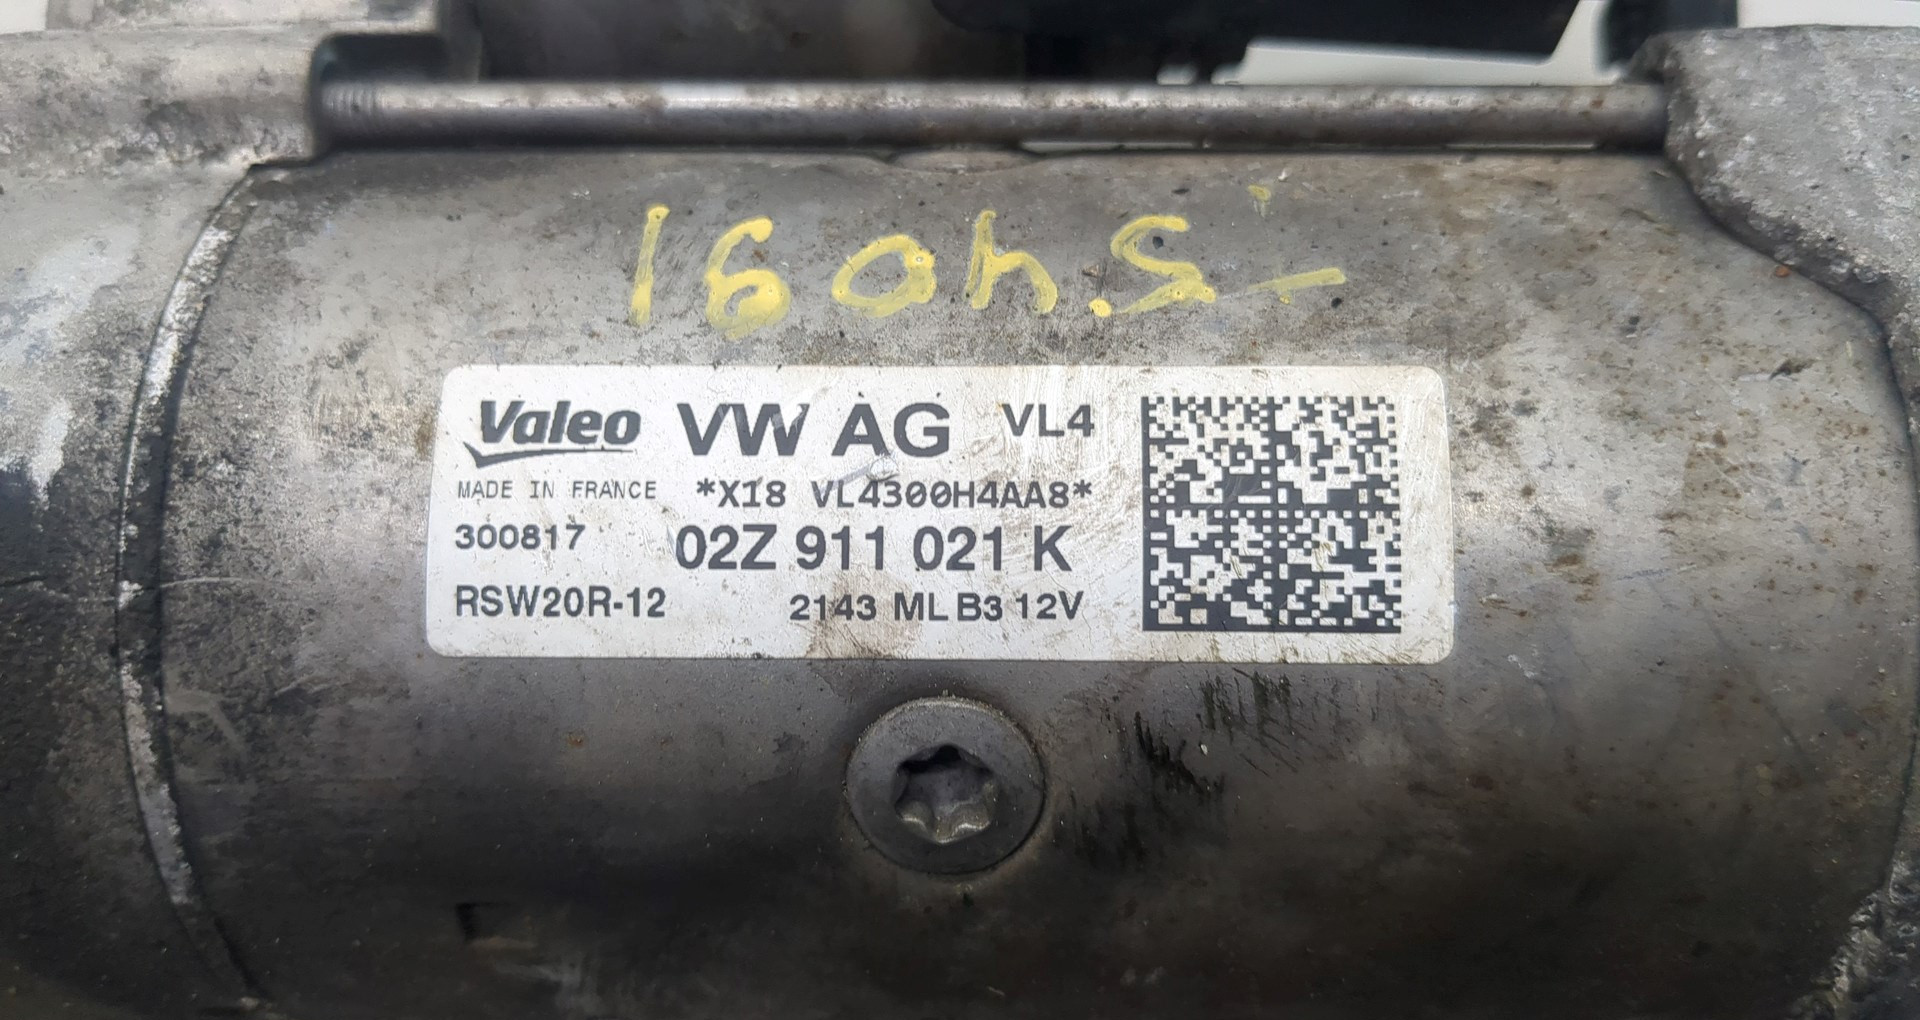 Valeo VW AG VL4
MADE IN FRANCE *X18 VL4300H4AA8*
300817 02Z 911 021 K
RSW20R-12 2143 ML B3 12V